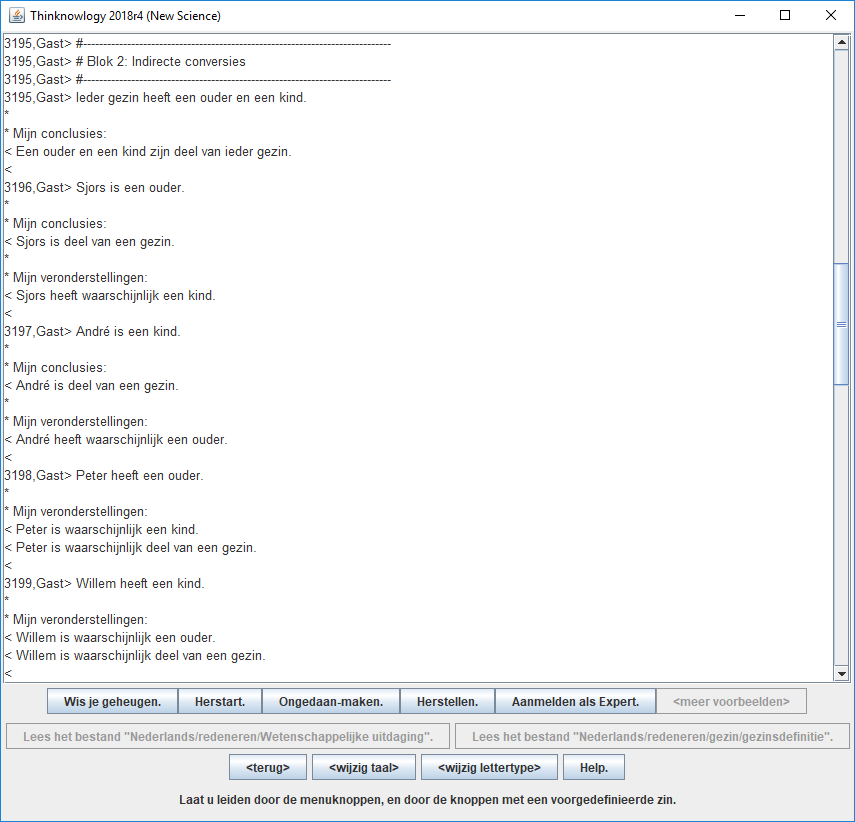 Thinknowlogy 2018r4 (New Science)
3195,Gast> #-----------------------------------------------------------------------------
3195,Gast> # Blok 2: Indirecte conversies
3195,Gast> #-----------------------------------------------------------------------------
3195,Gast> Ieder gezin heeft een ouder en een kind.
*
* Mijn conclusies:
< Een ouder en een kind zijn deel van ieder gezin.
<
3196,Gast> Sjors is een ouder.
*
* Mijn conclusies:
< Sjors is deel van een gezin.
*
* Mijn veronderstellingen:
< Sjors heeft waarschijnlijk een kind.
<
3197,Gast> André is een kind.
*
* Mijn conclusies:
< André is deel van een gezin.
*
* Mijn veronderstellingen:
< André heeft waarschijnlijk een ouder.
<
3198,Gast> Peter heeft een ouder.
*
* Mijn veronderstellingen:
< Peter is waarschijnlijk een kind.
< Peter is waarschijnlijk deel van een gezin.
<
3199,Gast> Willem heeft een kind.
*
* Mijn veronderstellingen:
< Willem is waarschijnlijk een ouder.
< Willem is waarschijnlijk deel van een gezin.
<
Wis je geheugen. Herstart. Ongedaan-maken. Herstellen. Aanmelden als Expert. <meer voorbeelden>
Lees het bestand "Nederlands/redeneren/Wetenschappelijke uitdaging". Lees het bestand "Nederlands/redeneren/gezin/gezinsdefinitie".
<terug> <wijzig taal> <wijzig lettertype> Help.
Laat u leiden door de menuknoppen, en door de knoppen met een voorgedefinieerde zin.